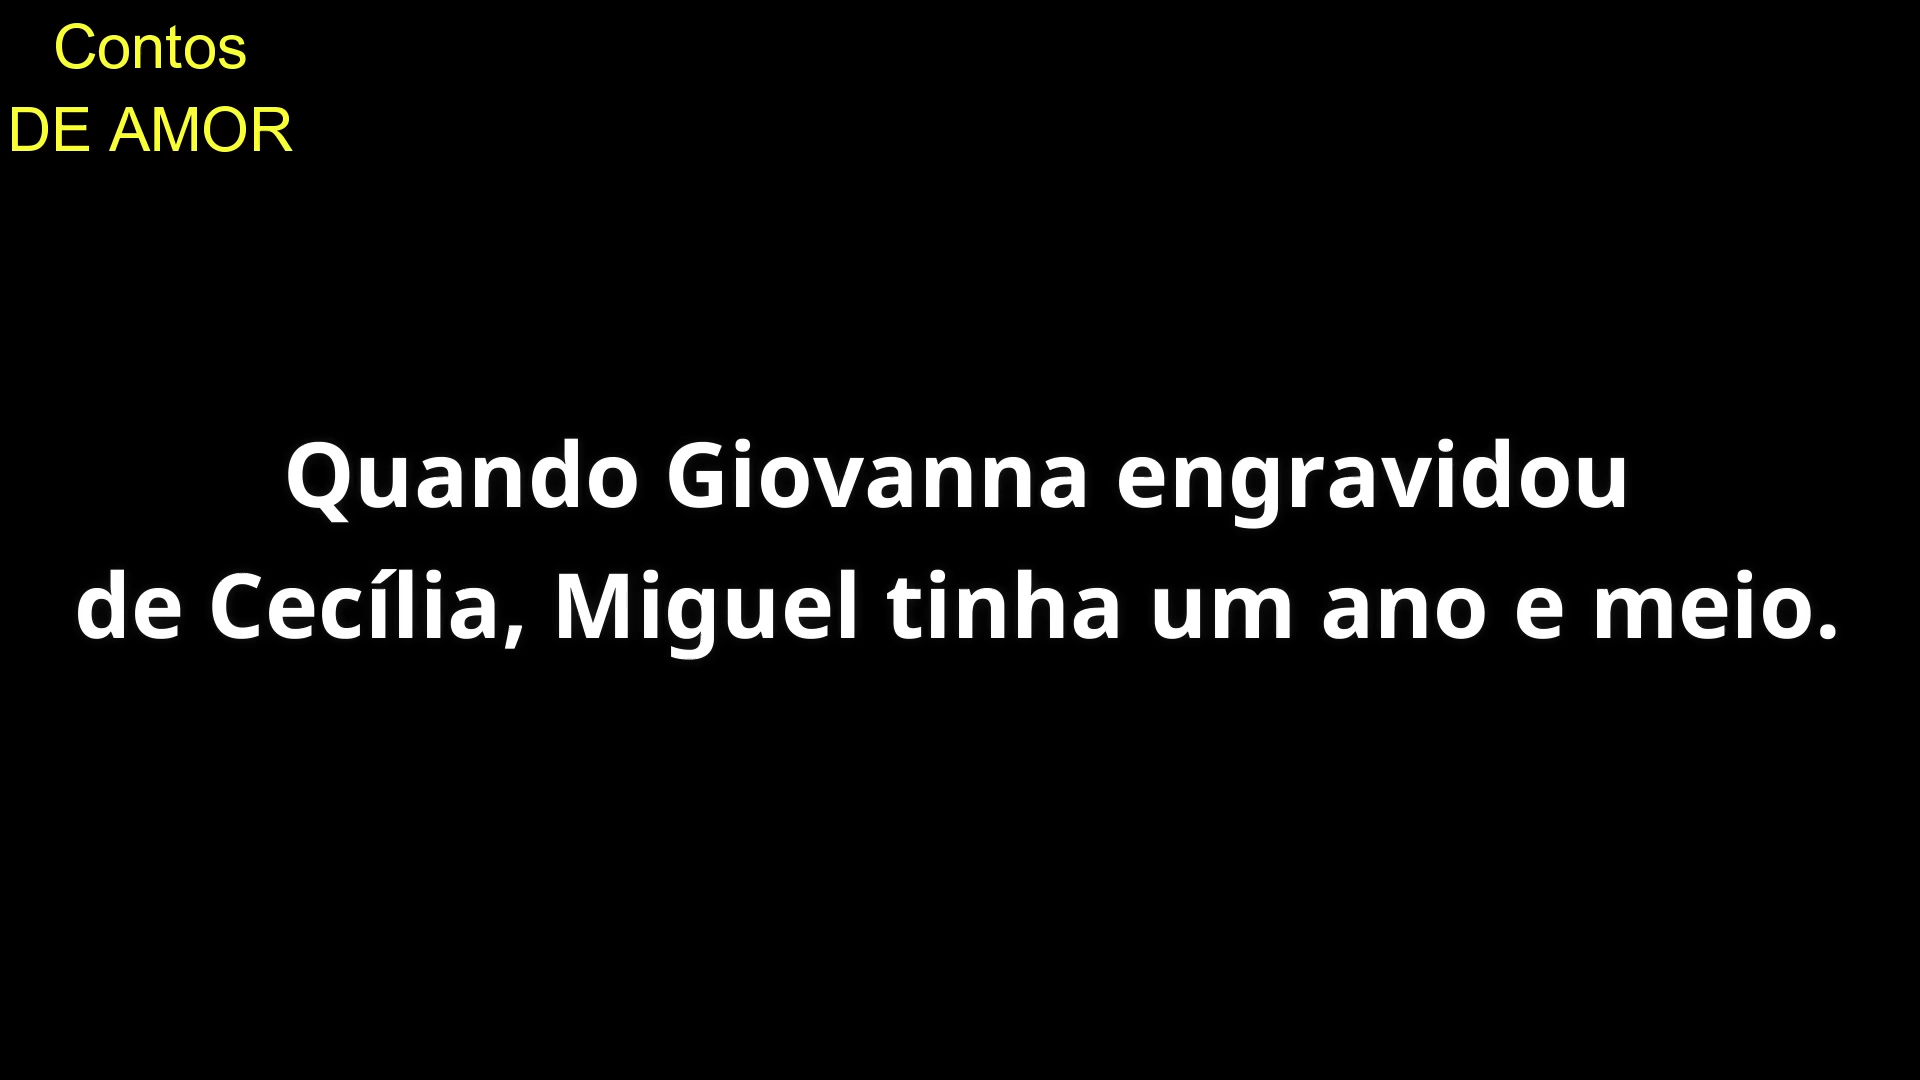 Contos
DE AMOR
Quando Giovanna engravidou
de Cecília, Miguel tinha um ano e meio.